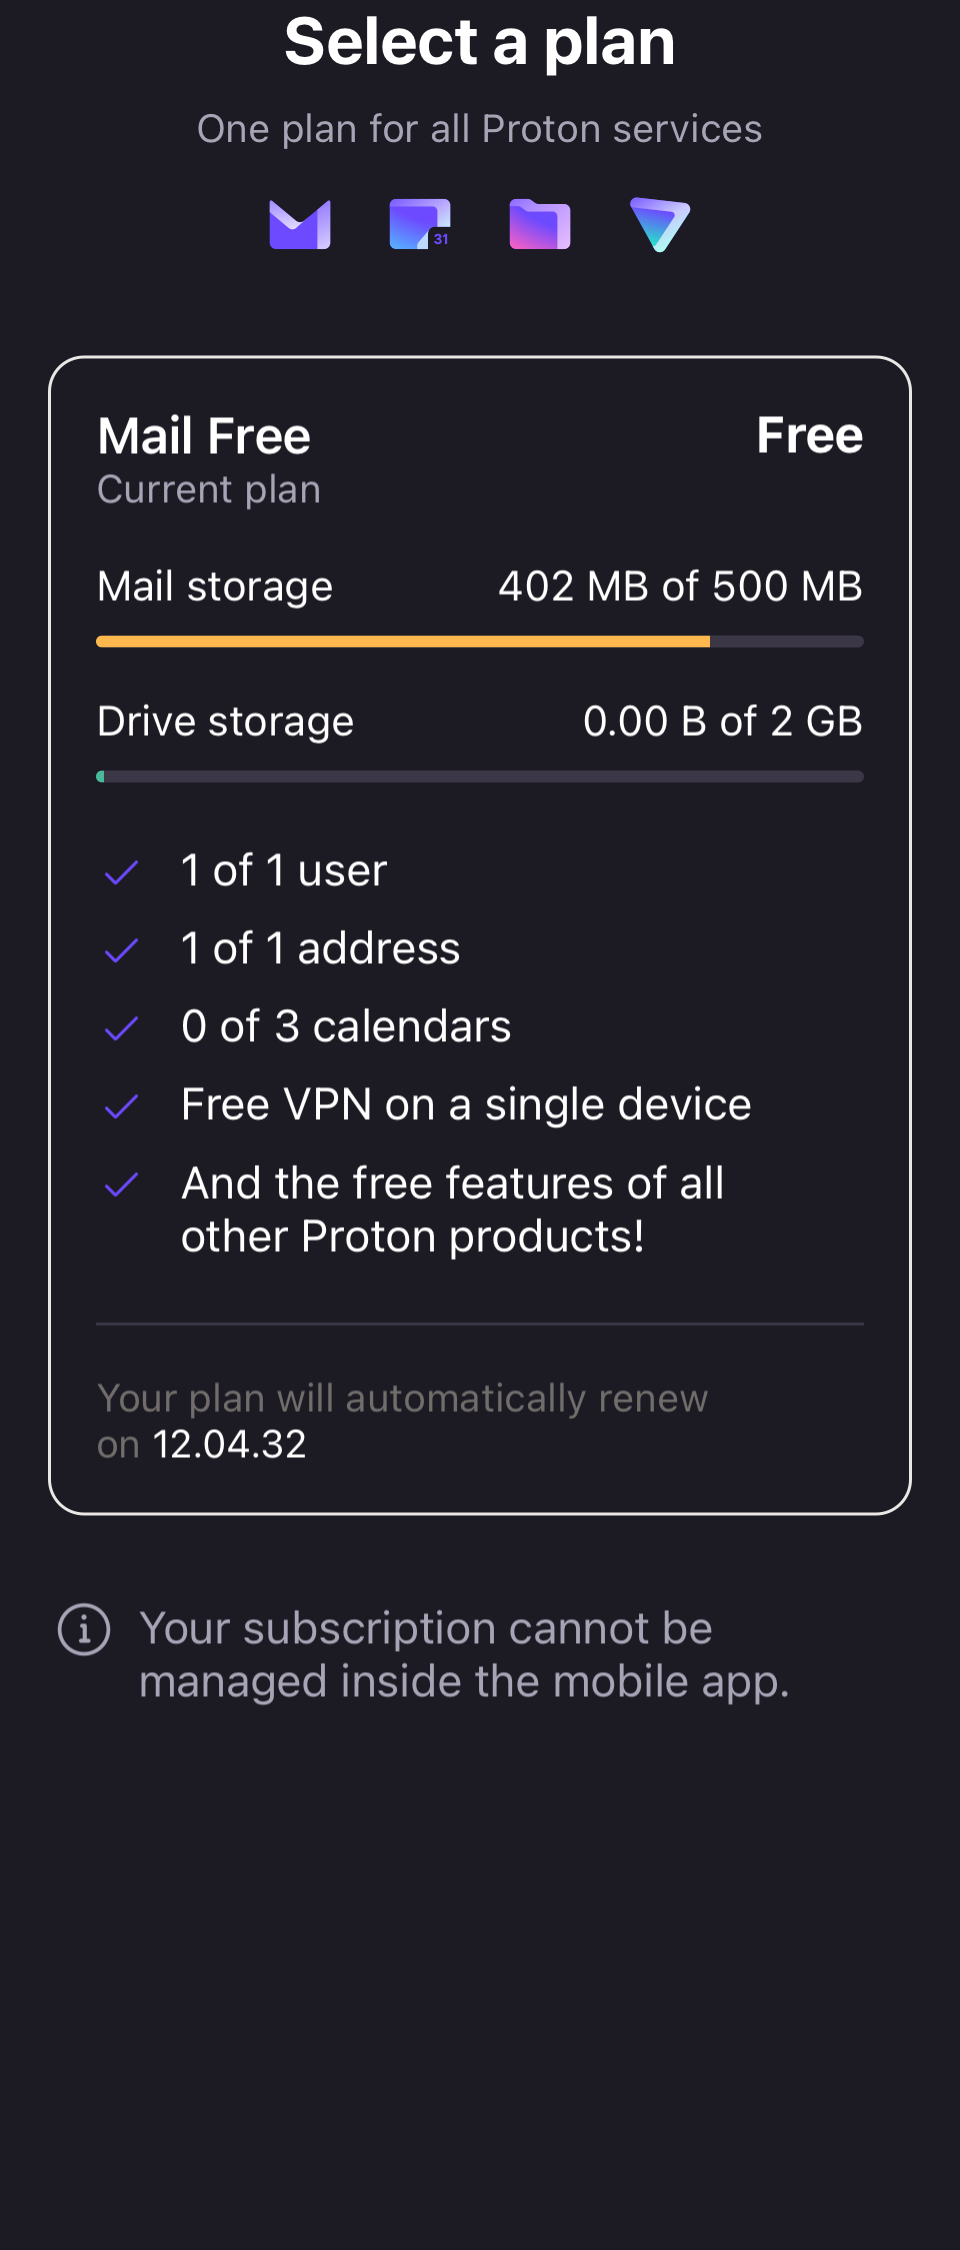 Select a plan
One plan for all Proton services
31
Mail Free
Free
Current plan
Mail storage
402 MB of 500 MB
Drive storage
0.00 B of 2 GB
1 of 1 user
1 of 1 address
0 of 3 calendars
Free VPN on a single device
And the free features of all
other Proton products!
Your plan will automatically renew
on 12.04.32
Your subscription cannot be
managed inside the mobile app.